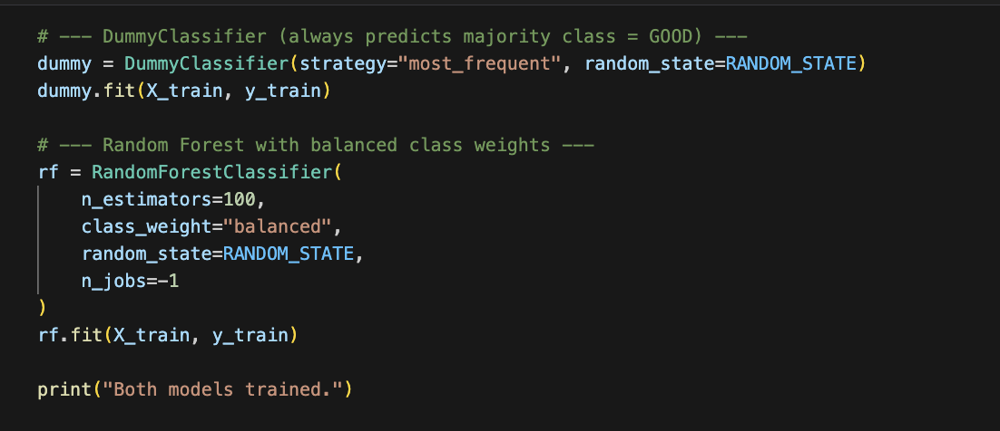 # --- DummyClassifier (always predicts majority class = GOOD) ---
dummy = DummyClassifier(strategy="most_frequent", random_state=RANDOM_STATE)
dummy.fit(X_train, y_train)

# --- Random Forest with balanced class weights ---
rf = RandomForestClassifier(
    n_estimators=100,
    class_weight="balanced",
    random_state=RANDOM_STATE,
    n_jobs=-1
)
rf.fit(X_train, y_train)

print("Both models trained.")